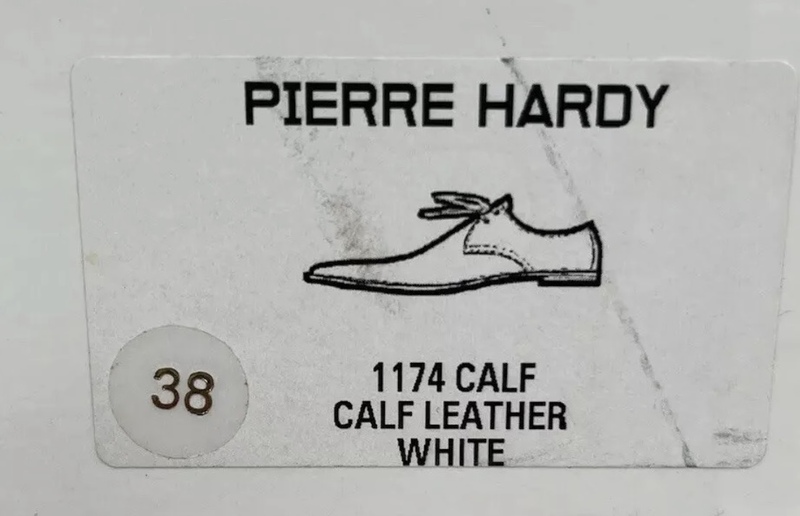 PIERRE HARDY
38
1174 CALF
CALF LEATHER
WHITE